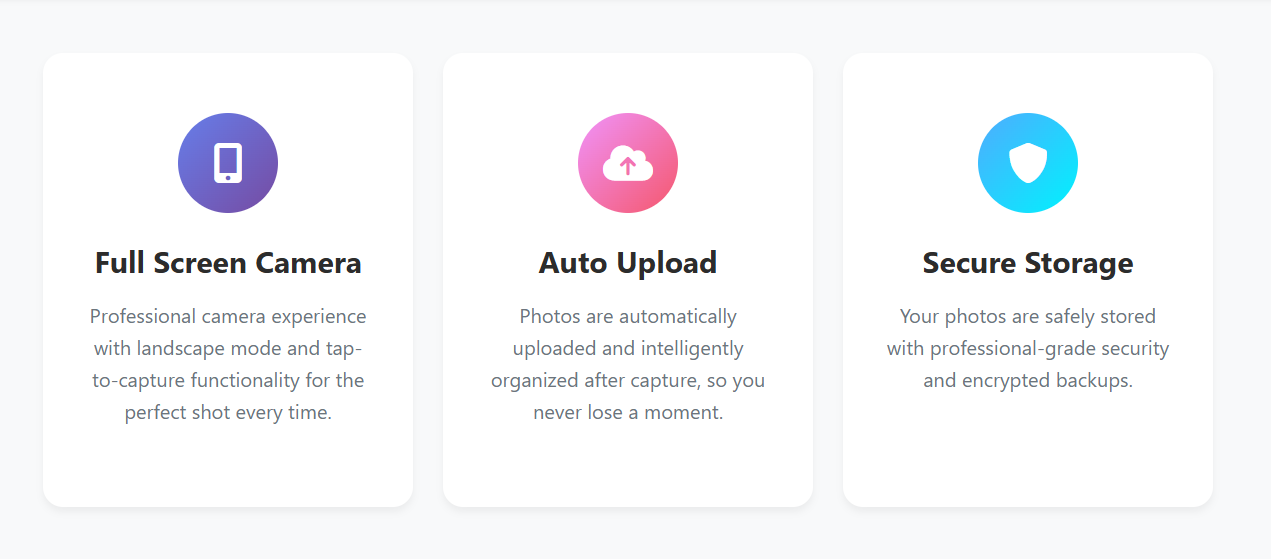 Full Screen Camera
Professional camera experience
with landscape mode and tap-
to-capture functionality for the
perfect shot every time.
Auto Upload
Photos are automatically
uploaded and intelligently
organized after capture, so you
never lose a moment.
Secure Storage
Your photos are safely stored
with professional-grade security
and encrypted backups.